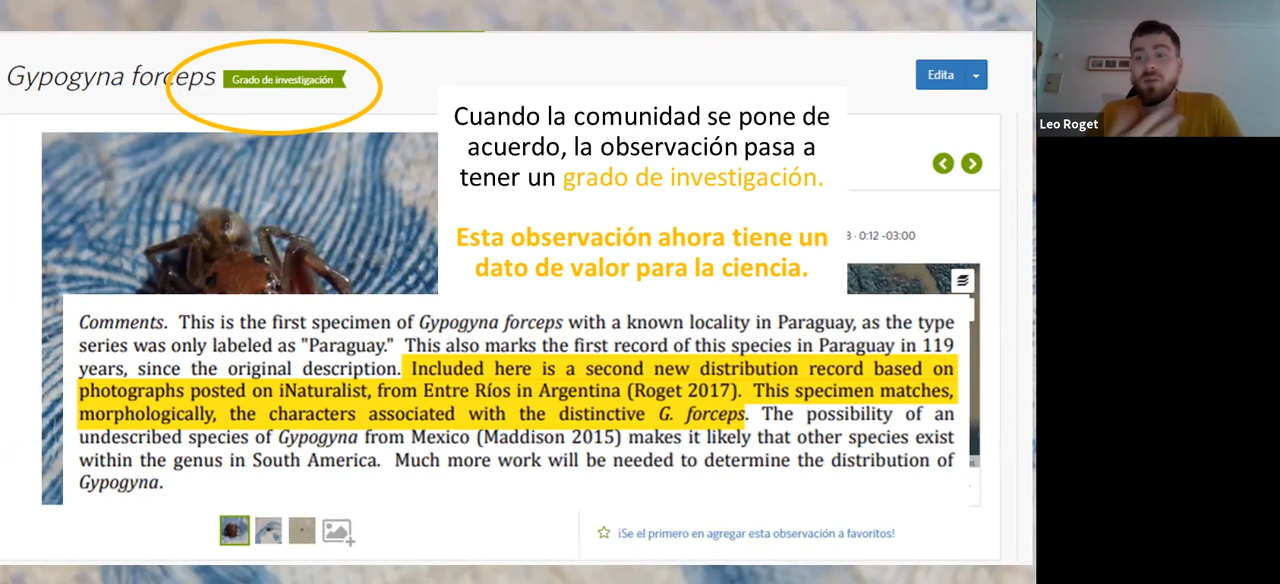 Gypogyna forceps
Grado de investigación
Edita
Leo Roget
Cuando la comunidad se pone de
acuerdo, la observación pasa a
tener un grado de investigación.
Esta observación ahora tiene un
dato de valor para la ciencia.
· 0:12 -03:00
Comments. This is the first specimen of Gypogyna forceps with a known locality in Paraguay, as the type
series was only labeled as "Paraguay." This also marks the first record of this species in Paraguay in 119
years, since the original description. Included here is a second new distribution record based on
photographs posted on iNaturalist, from Entre Ríos in Argentina (Roget 2017). This specimen matches,
morphologically, the characters associated with the distinctive G. forceps. The possibility of an
undescribed species of Gypogyna from Mexico (Maddison 2015) makes it likely that other species exist
within the genus in South America. Much more work will be needed to determine the distribution of
Gypogyna.
¡Se el primero en agregar esta observación a favoritos!